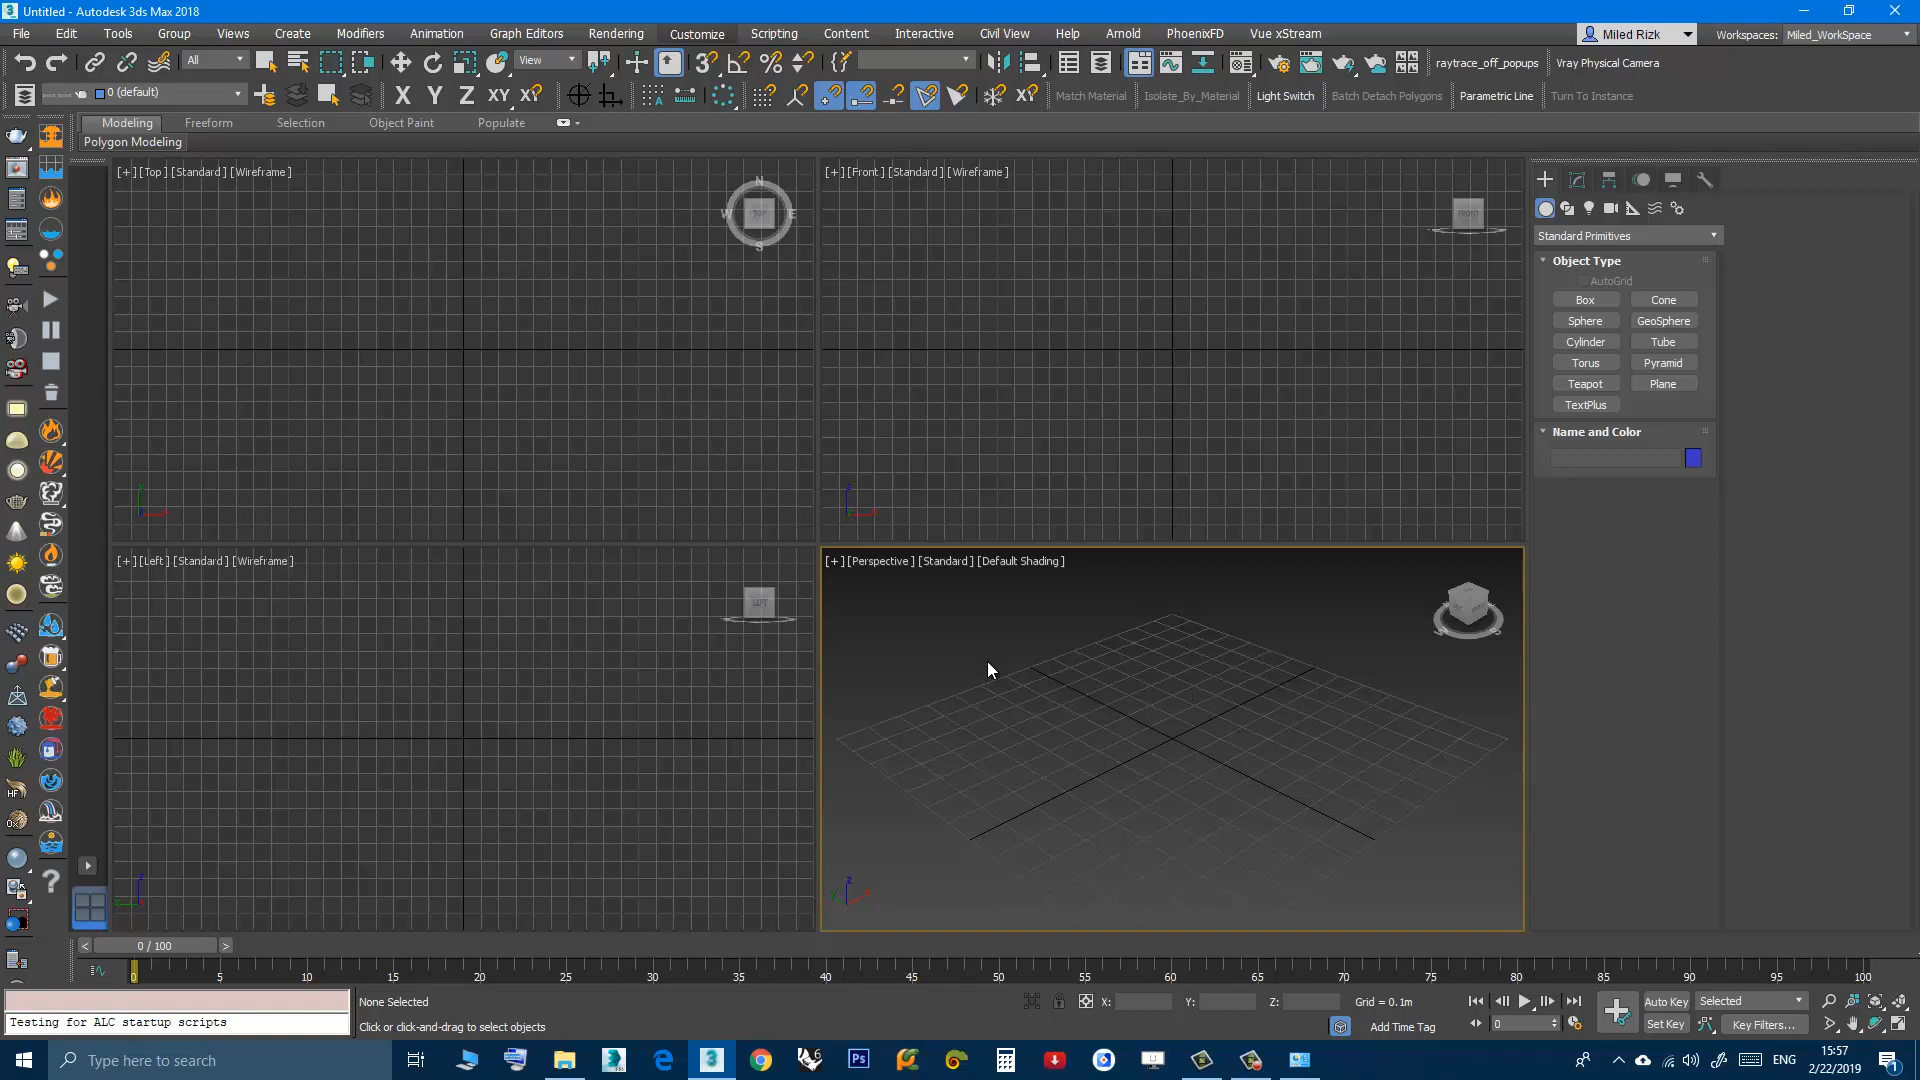 Untitled - Autodesk 3ds Max 2018
File Edit Tools Group Views Create Modifiers Animation Graph Editors Rendering Customize Scripting Content Interactive Civil View Help Arnold PhoenixFD Vue xStream Miled Rizk Workspaces: Miled_WorkSpace
All View raytrace_off_popups Vray Physical Camera
0 (default) X Y Z XY XY Match Material Isolate_By_Material Light Switch Batch Detach Polygons Parametric Line Turn To Instance
Modeling Freeform Selection Object Paint Populate
Polygon Modeling
[+] [Top] [Standard] [Wireframe]
[+] [Front] [Standard] [Wireframe]
N
W TOP E
S
FRONT
Standard Primitives
Object Type
AutoGrid
Box Cone
Sphere GeoSphere
Cylinder Tube
Torus Pyramid
Teapot Plane
TextPlus
Name and Color
[+] [Left] [Standard] [Wireframe]
[+] [Perspective] [Standard] [Default Shading]
LEFT
< 0 / 100 >
0 5 10 15 20 25 30 35 40 45 50 55 60 65 70 75 80 85 90 95 100
None Selected X: Y: Z: Grid = 0.1m Auto Key Selected
Testing for ALC startup scripts
Click or click-and-drag to select objects Add Time Tag 0 Set Key Key Filters...
Type here to search
ENG
15:57
2/22/2019